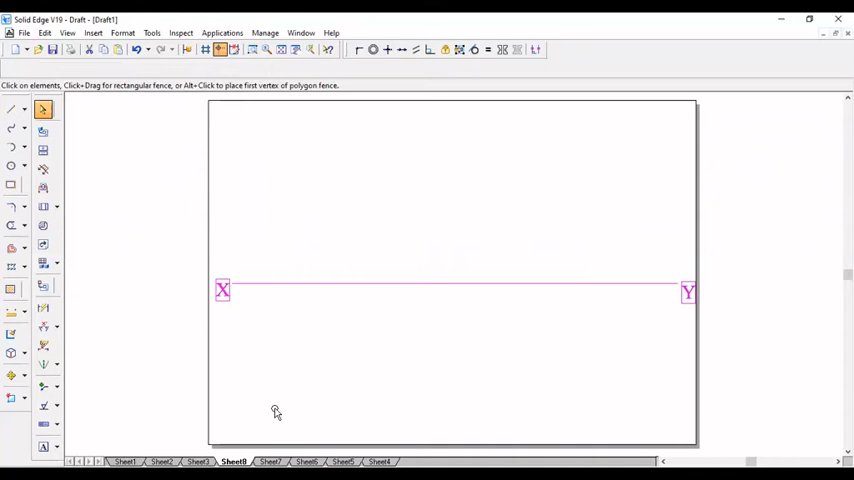 Solid Edge V19 - Draft - [Draft1]
File Edit View Insert Format Tools Inspect Applications Manage Window Help
Click on elements, Click+Drag for rectangular fence, or Alt+Click to place first vertex of polygon fence.
X
Y
A
Sheet1 Sheet2 Sheet3 Sheet8 Sheet7 Sheet6 Sheet5 Sheet4